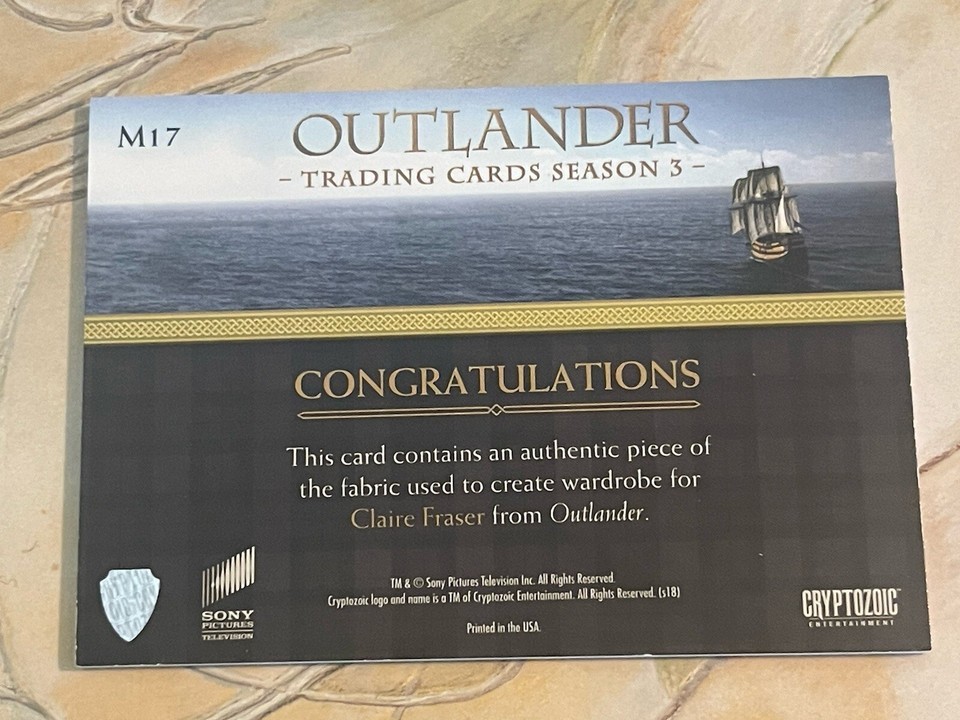 M17
OUTLANDER
- TRADING CARDS SEASON 3 -
CONGRATULATIONS
This card contains an authentic piece of
the fabric used to create wardrobe for
Claire Fraser from Outlander.
TM & © Sony Pictures Television Inc. All Rights Reserved.
Cryptozoic logo and name is a TM of Cryptozoic Entertainment. All Rights Reserved. (s18)
Printed in the USA.
SONY
PICTURES
TELEVISION
CRYPTOZOIC™
ENTERTAINMENT